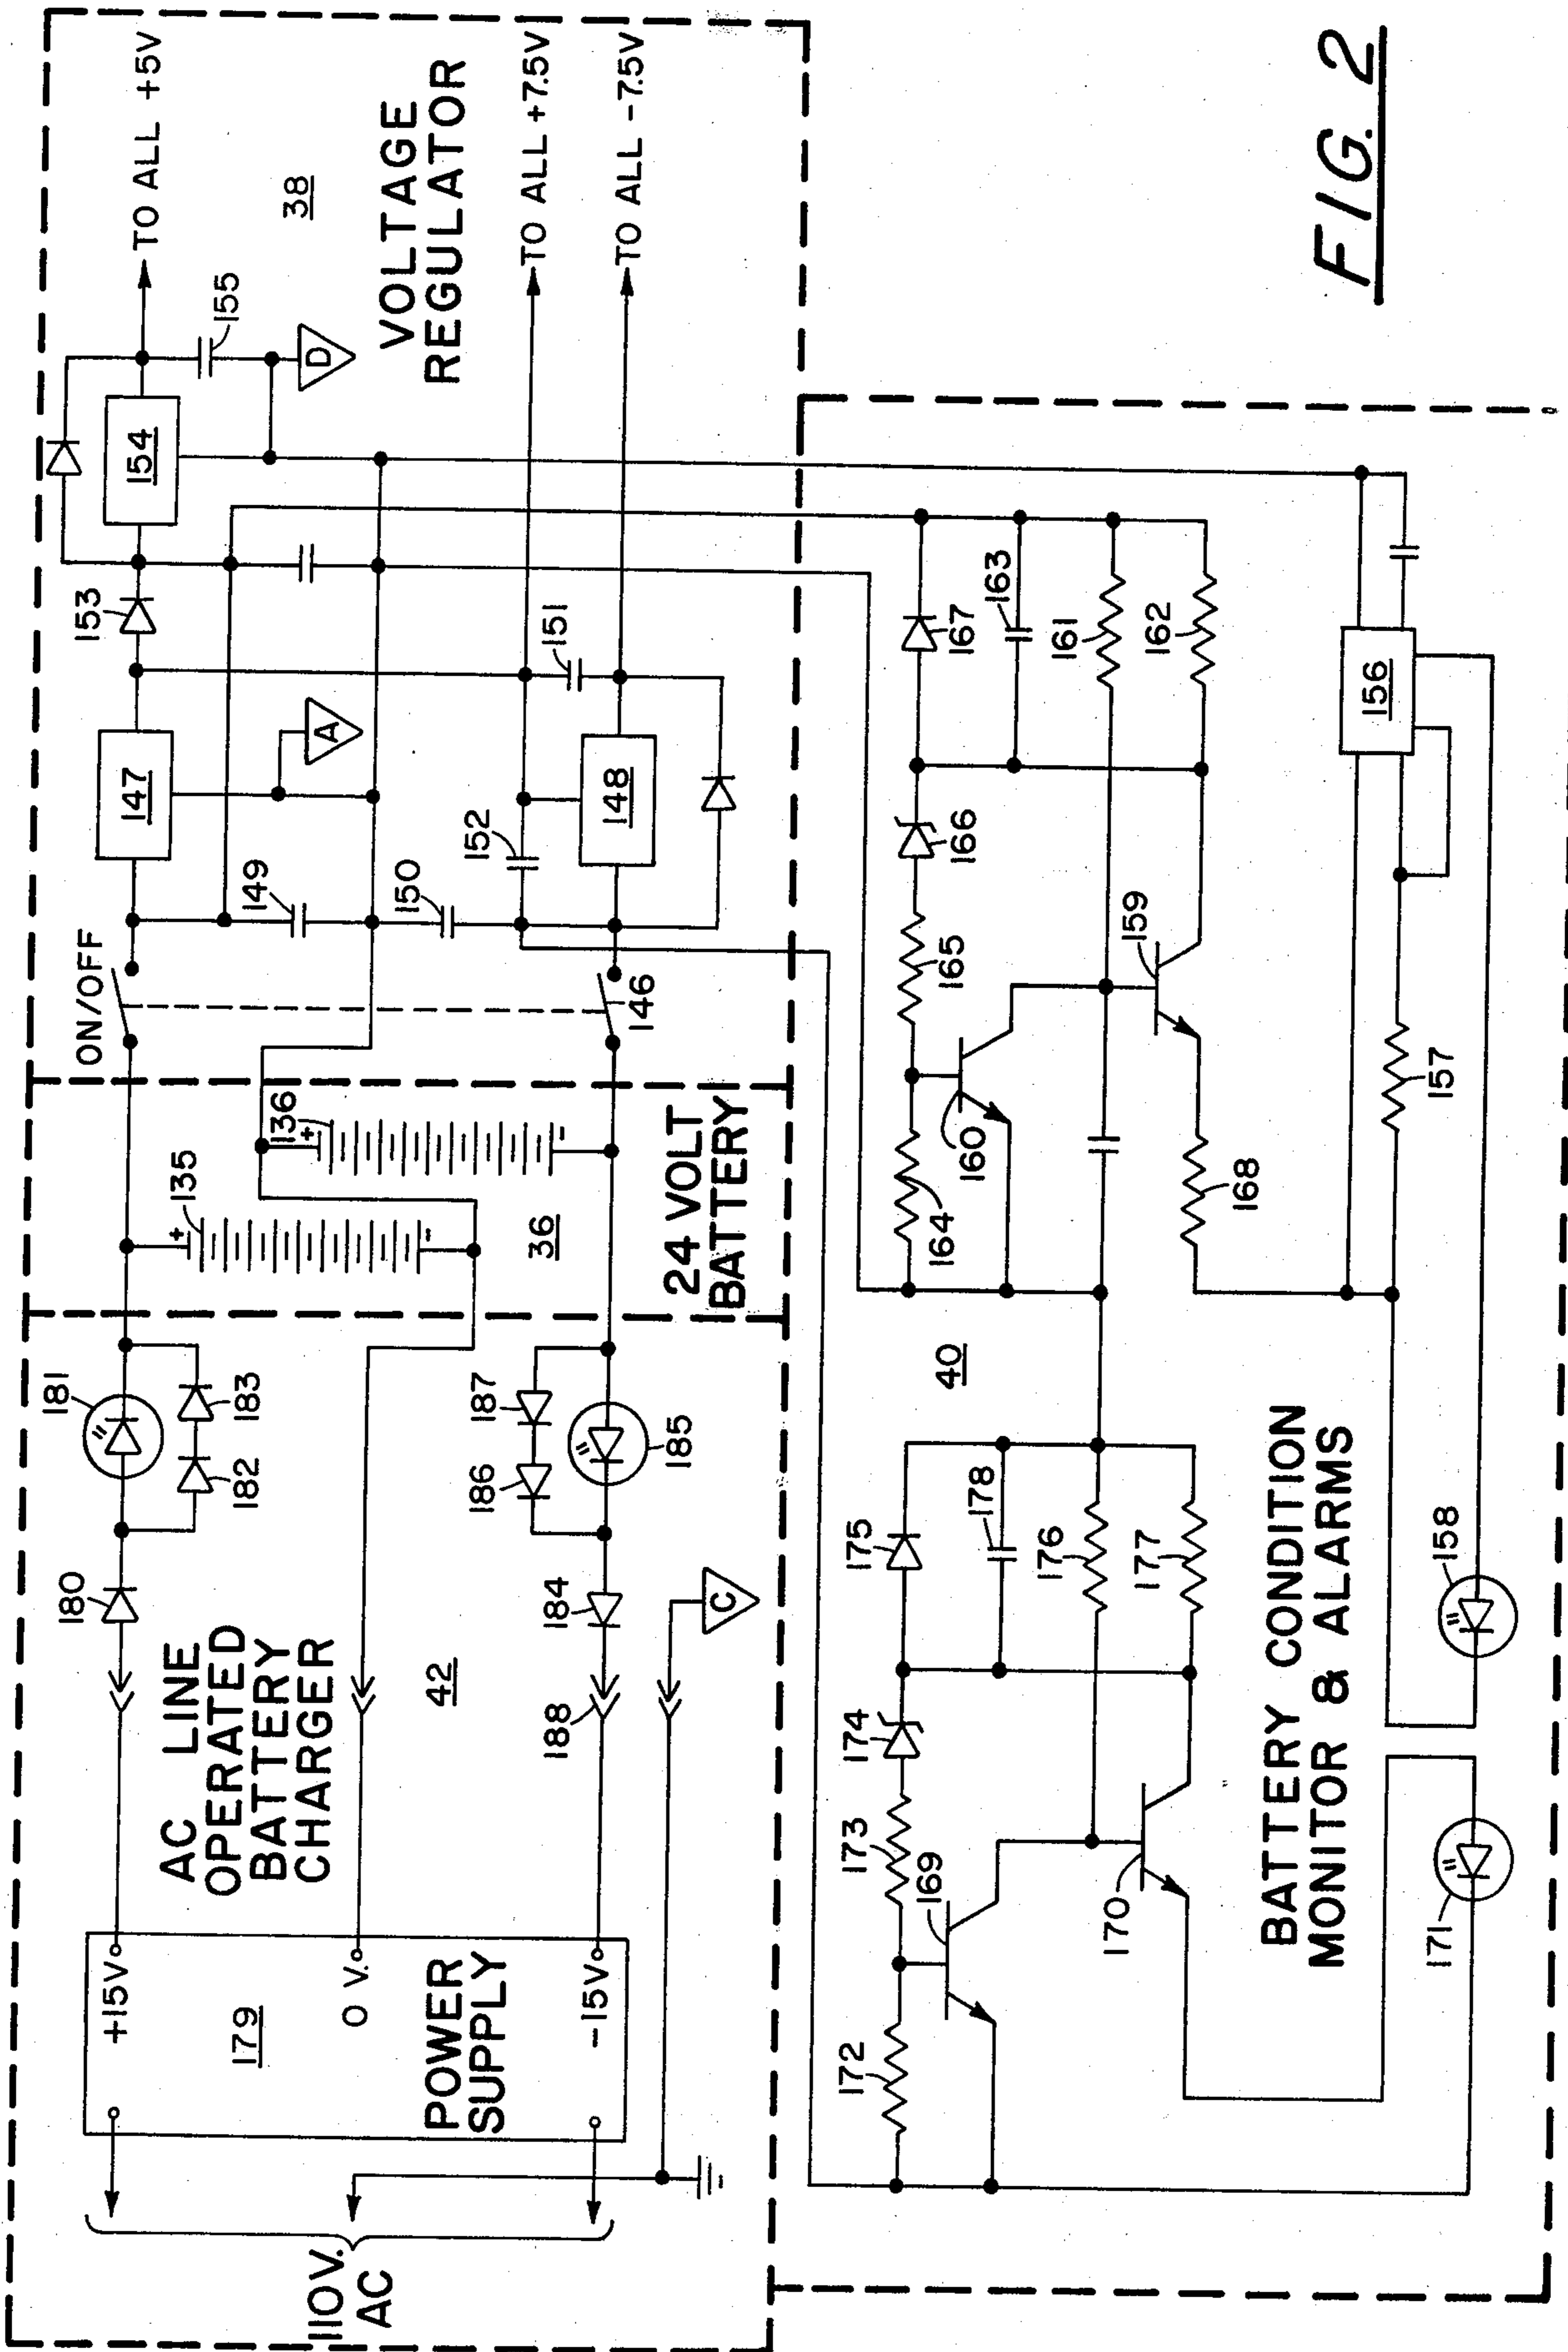 110V.
AC
+15V
179
0 V.
POWER
SUPPLY
-15V
AC LINE
OPERATED
BATTERY
CHARGER
42
180
181
182
183
184
185
186
187
188
C
135
+
-
136
+
-
36
24 VOLT
BATTERY
ON/OFF
146
147
149
150
152
148
151
A
153
154
155
D
TO ALL +5V
38
VOLTAGE
REGULATOR
TO ALL +7.5V
TO ALL -7.5V
172
173
174
175
169
178
176
170
177
171
BATTERY CONDITION
MONITOR & ALARMS
40
158
164
165
166
167
160
163
161
159
162
168
157
156
FIG. 2